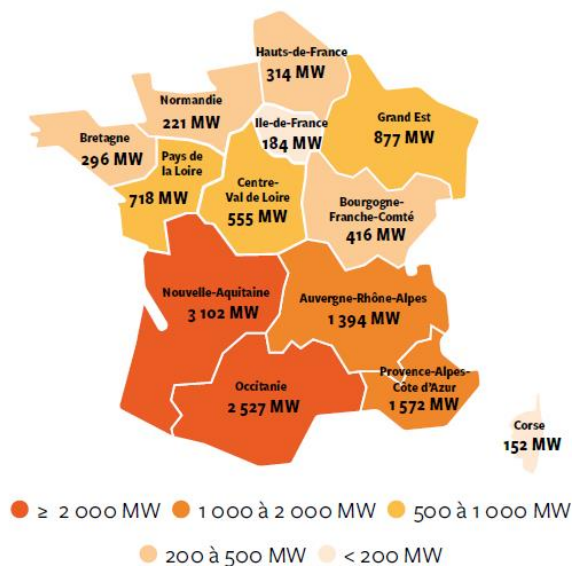 Hauts-de-France
314 MW
Normandie
221 MW
Ile-de-France
184 MW
Grand Est
877 MW
Bretagne
296 MW
Pays de
la Loire
718 MW
Centre-
Val de Loire
555 MW
Bourgogne-
Franche-Comté
416 MW
Nouvelle-Aquitaine
3 102 MW
Auvergne-Rhône-Alpes
1 394 MW
Occitanie
2 527 MW
Provence-Alpes-
Côte d'Azur
1 572 MW
Corse
152 MW
≥ 2 000 MW 1 000 à 2 000 MW 500 à 1 000 MW
200 à 500 MW < 200 MW